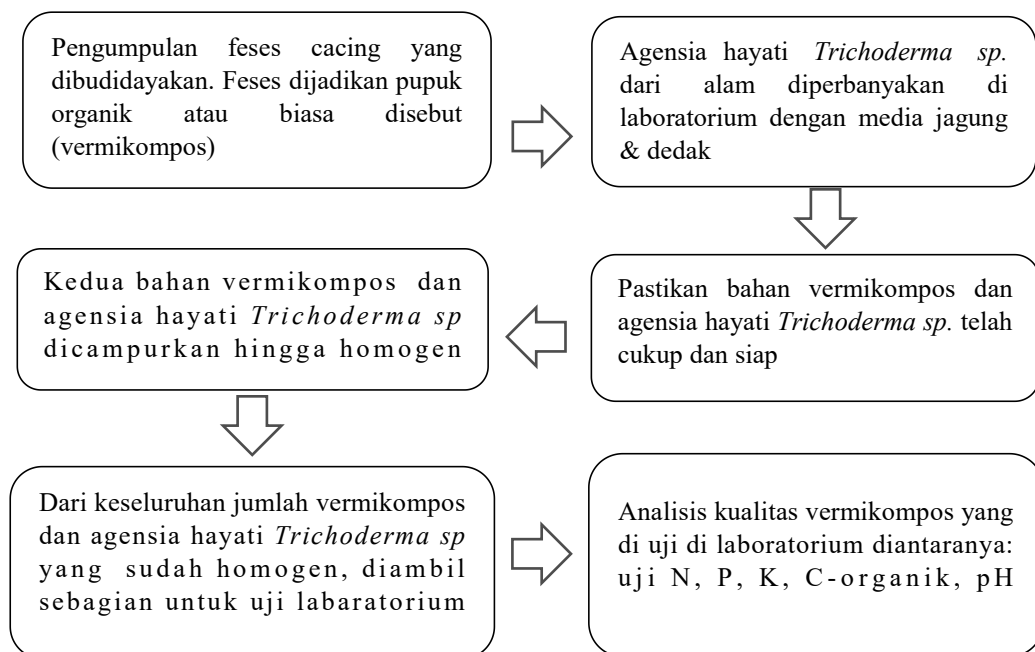 Pengumpulan feses cacing yang
dibudidayakan. Feses dijadikan pupuk
organik atau biasa disebut
(vermikompos)
Agensia hayati Trichoderma sp.
dari alam diperbanyakan di
laboratorium dengan media jagung
& dedak
Pastikan bahan vermikompos dan
agensia hayati Trichoderma sp. telah
cukup dan siap
Kedua bahan vermikompos dan
agensia hayati Trichoderma sp
dicampurkan hingga homogen
Dari keseluruhan jumlah vermikompos
dan agensia hayati Trichoderma sp
yang sudah homogen, diambil
sebagian untuk uji labaratorium
Analisis kualitas vermikompos yang
di uji di laboratorium diantaranya:
uji N, P, K, C-organik, pH